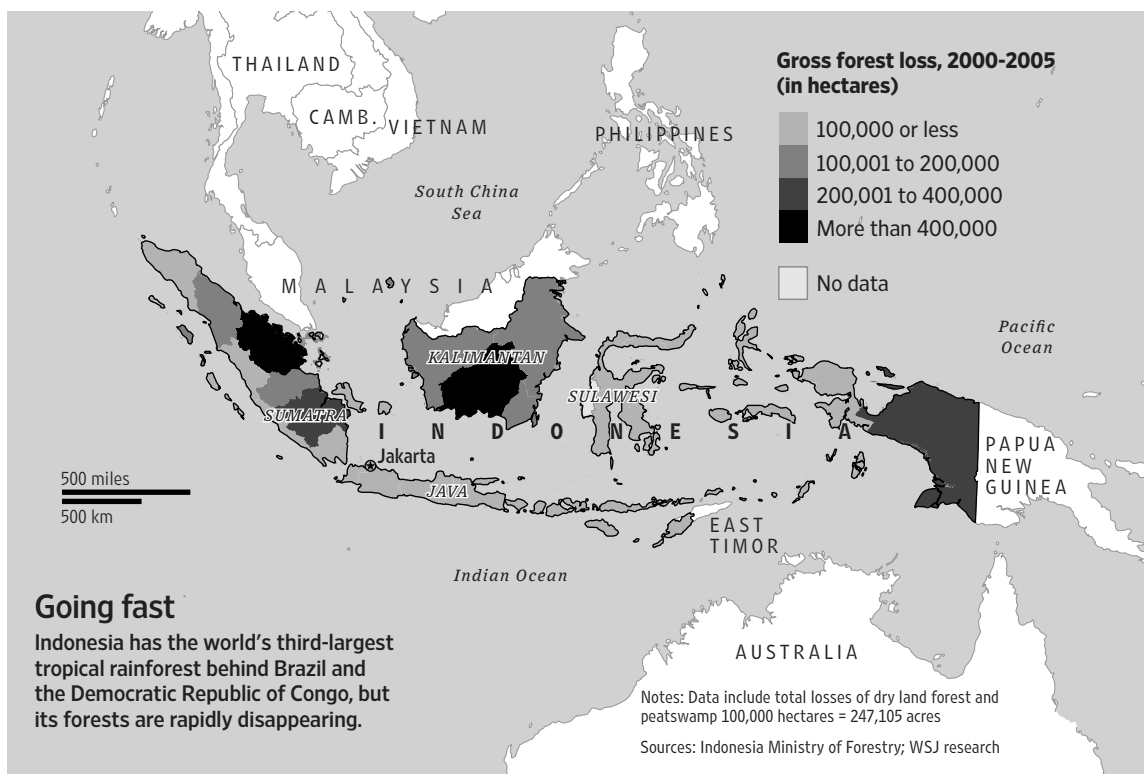 THAILAND
CAMB.
VIETNAM
PHILIPPINES
South China
Sea
MALAYSIA
Gross forest loss, 2000-2005
(in hectares)
100,000 or less
100,001 to 200,000
200,001 to 400,000
More than 400,000
No data
Pacific
Ocean
KALIMANTAN
SULAWESI
SUMATRA
INDONESIA
Jakarta
JAVA
PAPUA
NEW
GUINEA
500 miles
500 km
EAST
TIMOR
Indian Ocean
AUSTRALIA
Going fast
Indonesia has the world’s third-largest
tropical rainforest behind Brazil and
the Democratic Republic of Congo, but
its forests are rapidly disappearing.
Notes: Data include total losses of dry land forest and
peatswamp 100,000 hectares = 247,105 acres
Sources: Indonesia Ministry of Forestry; WSJ research